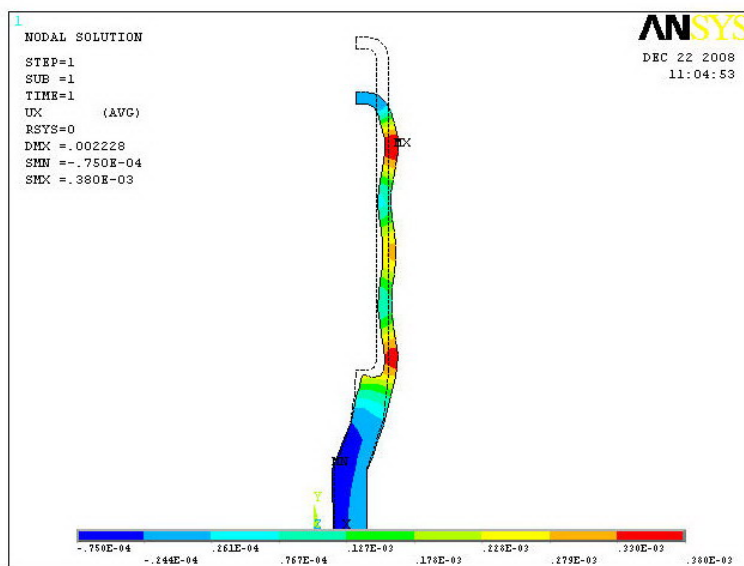 1
NODAL SOLUTION
STEP=1
SUB =1
TIME=1
UX (AVG)
RSYS=0
DMX =.002228
SMN =-.750E-04
SMX =.380E-03
ANSYS
DEC 22 2008
11:04:53
MX
MN
Y
Z X
-.750E-04 -.244E-04 .261E-04 .767E-04 .127E-03 .178E-03 .228E-03 .279E-03 .330E-03 .380E-03